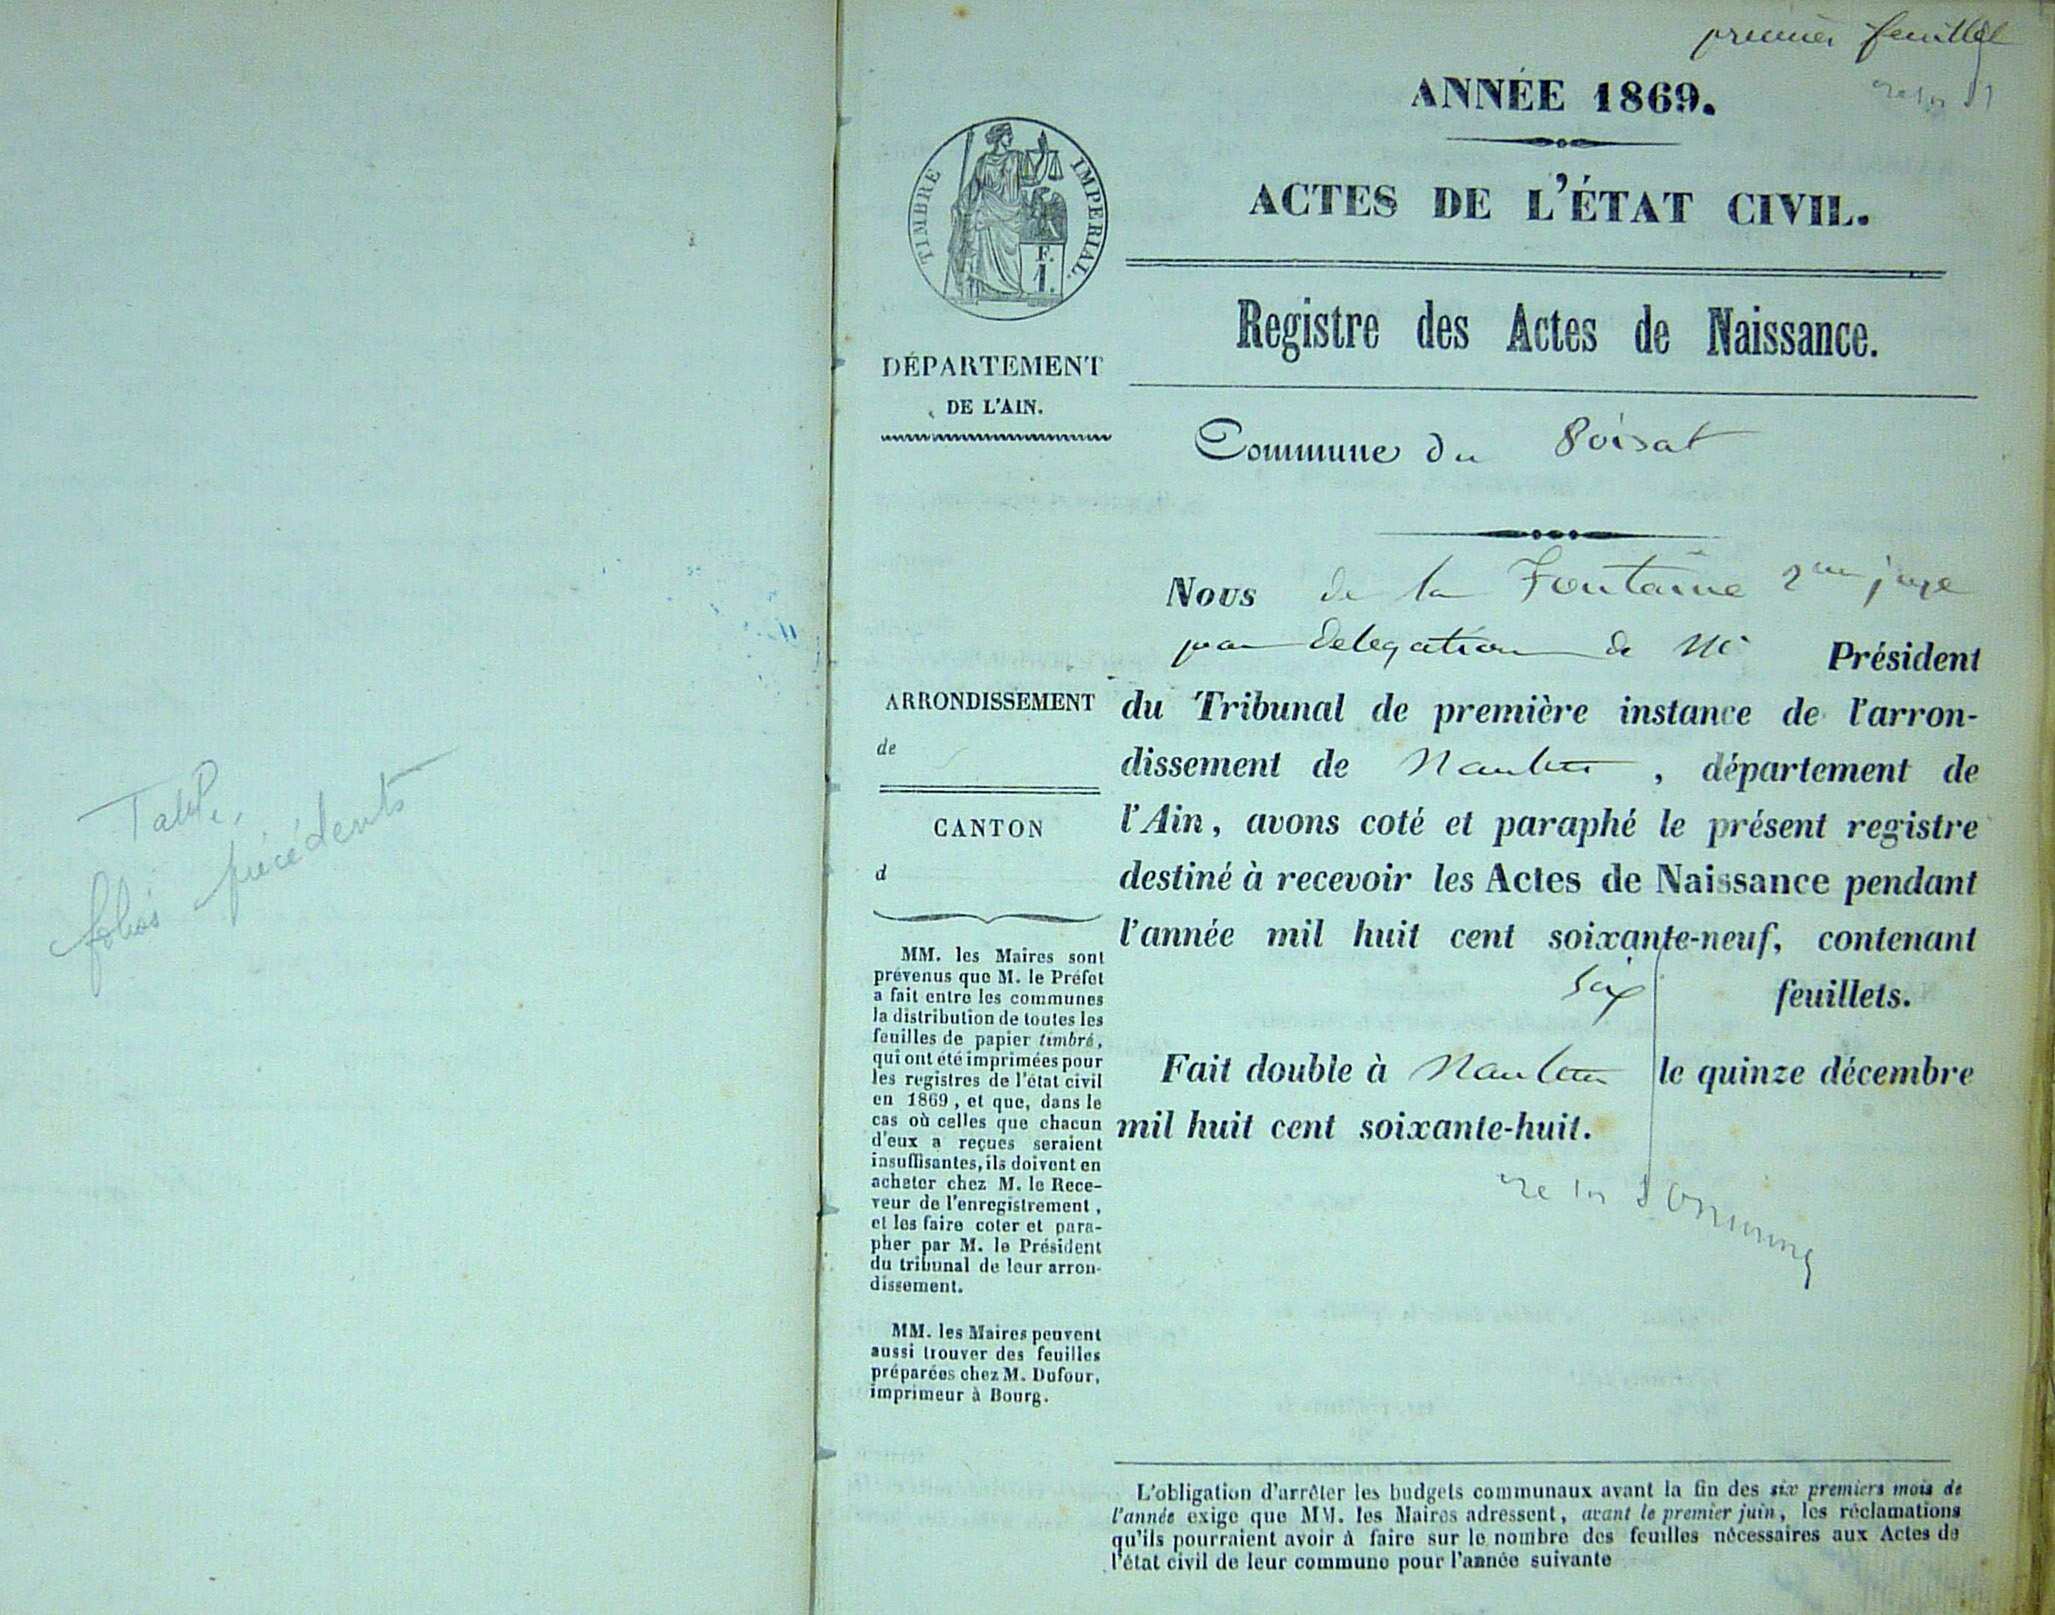 Table,
folios précédents
premier feuillet
ANNÉE 1869.
ACTES DE L'ÉTAT CIVIL.
TIMBRE IMPERIAL.
F.
1.
Registre des Actes de Naissance.
DÉPARTEMENT
DE L'AIN.
Commune du Poisat
Nous de la Fontaine juge
par delegation de Mr Président
du Tribunal de première instance de l'arron-
dissement de Nantua, département de
l'Ain, avons coté et paraphé le présent registre
destiné à recevoir les Actes de Naissance pendant
l'année mil huit cent soixante-neuf, contenant
six feuillets.
Fait double à Nantua le quinze décembre
mil huit cent soixante-huit.
ARRONDISSEMENT
de
CANTON
d
MM. les Maires sont
prévenus que M. le Préfet
a fait entre les communes
la distribution de toutes les
feuilles de papier timbré,
qui ont été imprimées pour
les registres de l'état civil
en 1869, et que, dans le
cas où celles que chacun
d'eux a reçues seraient
insuffisantes, ils doivent en
acheter chez M. le Rece-
veur de l'enregistrement,
et les faire coter et para-
pher par M. le Président
du tribunal de leur arron-
dissement.
MM. les Maires peuvent
aussi trouver des feuilles
préparées chez M. Dufour,
imprimeur à Bourg.
L'obligation d'arrêter les budgets communaux avant la fin des six premiers mois de
l'année exige que MM. les Maires adressent, avant le premier juin, les réclamations
qu'ils pourraient avoir à faire sur le nombre des feuilles nécessaires aux Actes de
l'état civil de leur commune pour l'année suivante